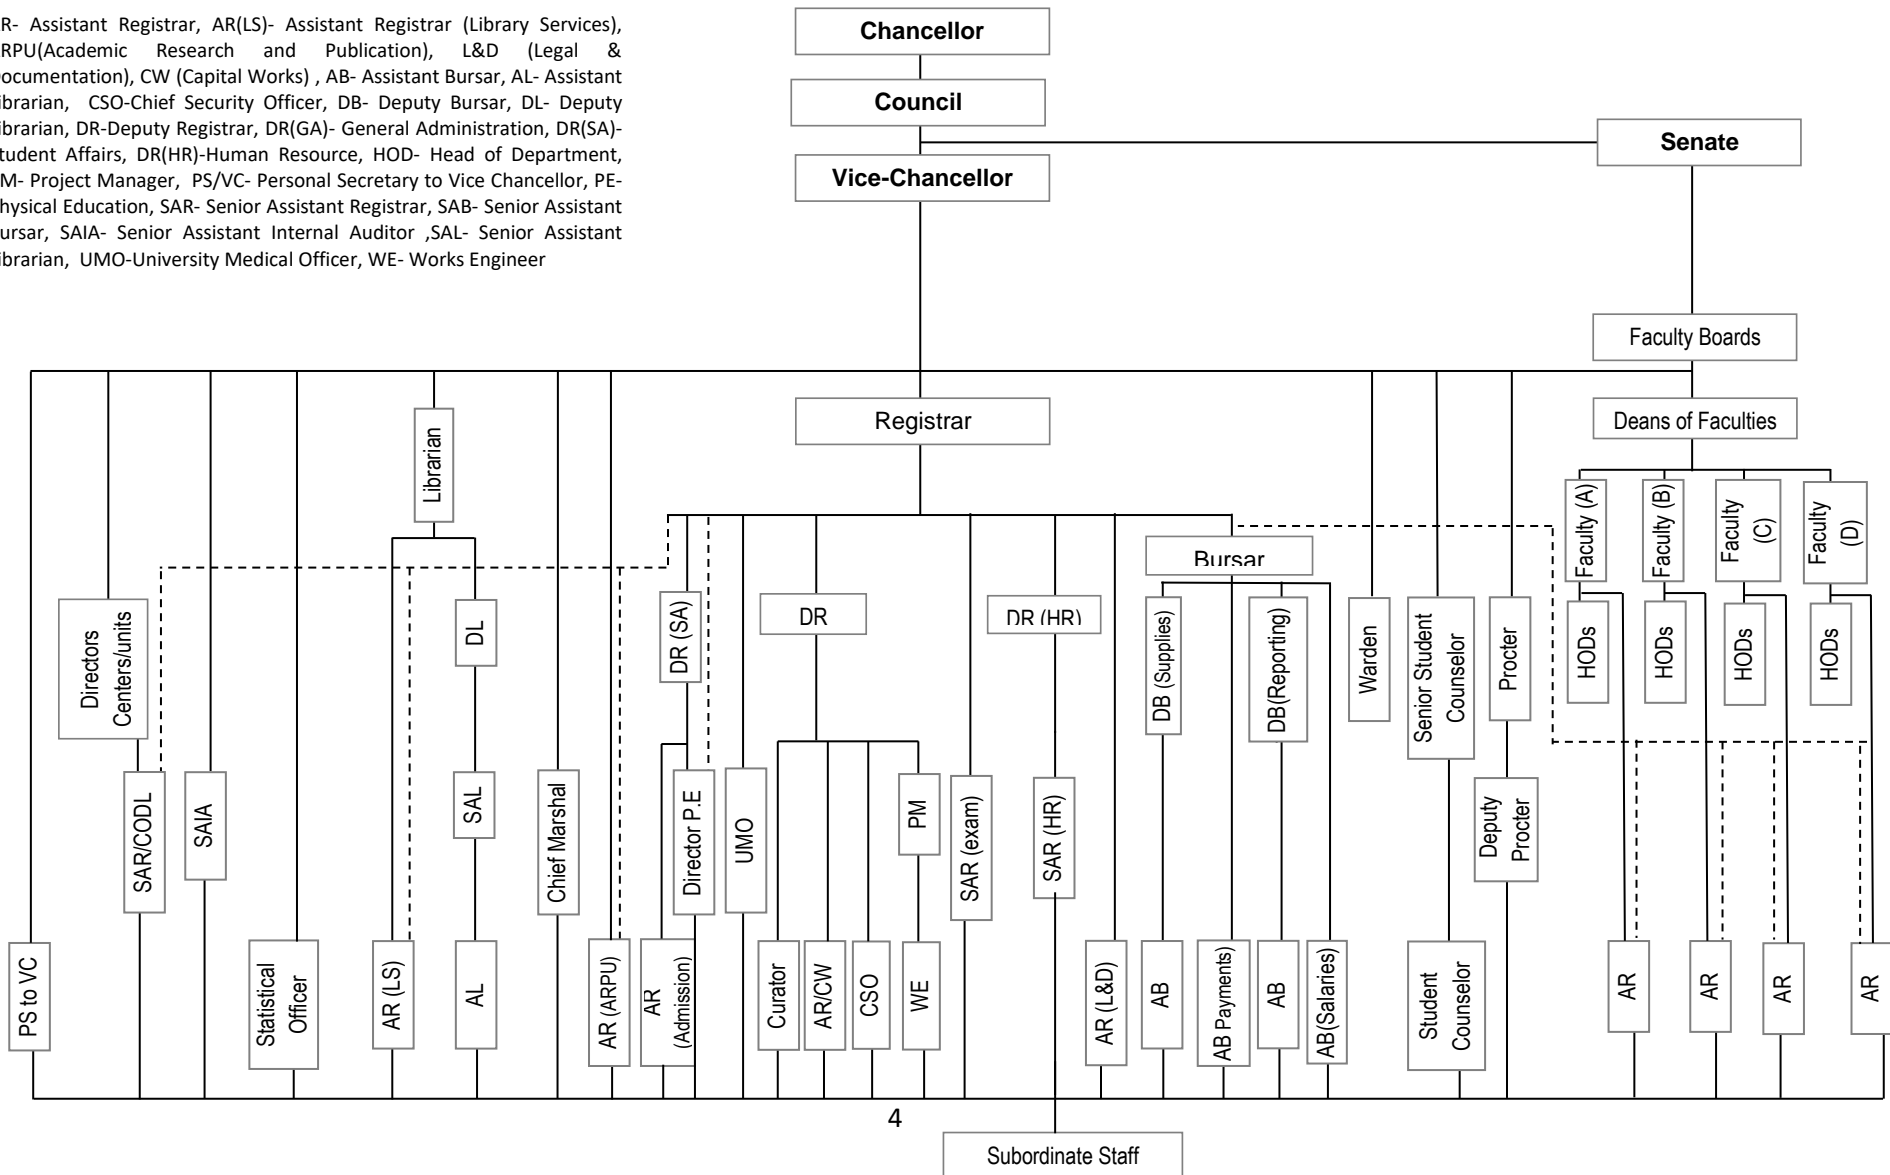 R- Assistant Registrar, AR(LS)- Assistant Registrar (Library Services),
RPU(Academic Research and Publication), L&D (Legal &
ocumentation), CW (Capital Works) , AB- Assistant Bursar, AL- Assistant
ibrarian, CSO-Chief Security Officer, DB- Deputy Bursar, DL- Deputy
ibrarian, DR-Deputy Registrar, DR(GA)- General Administration, DR(SA)-
tudent Affairs, DR(HR)-Human Resource, HOD- Head of Department,
M- Project Manager, PS/VC- Personal Secretary to Vice Chancellor, PE-
hysical Education, SAR- Senior Assistant Registrar, SAB- Senior Assistant
ursar, SAIA- Senior Assistant Internal Auditor ,SAL- Senior Assistant
ibrarian, UMO-University Medical Officer, WE- Works Engineer
Chancellor
Council
Senate
Vice-Chancellor
Faculty Boards
Registrar
Deans of Faculties
Librarian
Faculty (A)
Faculty (B)
Faculty
(C)
Faculty
(D)
Bursar
Directors
Centers/units
DL
DR (SA)
DR
DR (HR)
DB (Supplies)
DB(Reporting)
Warden
Senior Student
Counselor
Procter
HODs
HODs
HODs
HODs
SAR/CODL
SAIA
SAL
Chief Marshal
Director P.E
UMO
PM
SAR (exam)
SAR (HR)
Deputy
Procter
PS to VC
Statistical
Officer
AR (LS)
AL
AR (ARPU)
AR
(Admission)
Curator
AR/CW
CSO
WE
AR (L&D)
AB
AB Payments)
AB
AB(Salaries)
Student
Counselor
AR
AR
AR
AR
4
Subordinate Staff